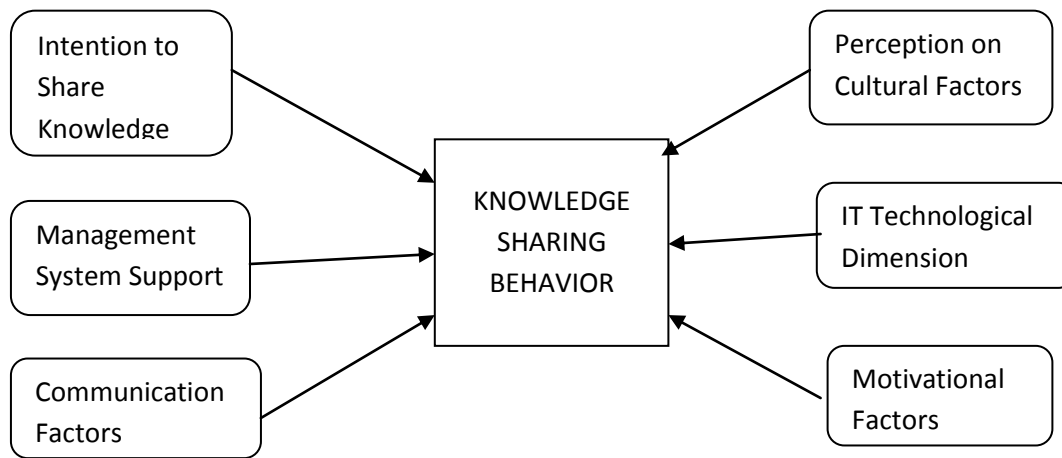 Intention to
Share
Knowledge
Management
System Support
Communication
Factors
KNOWLEDGE
SHARING
BEHAVIOR
Perception on
Cultural Factors
IT Technological
Dimension
Motivational
Factors